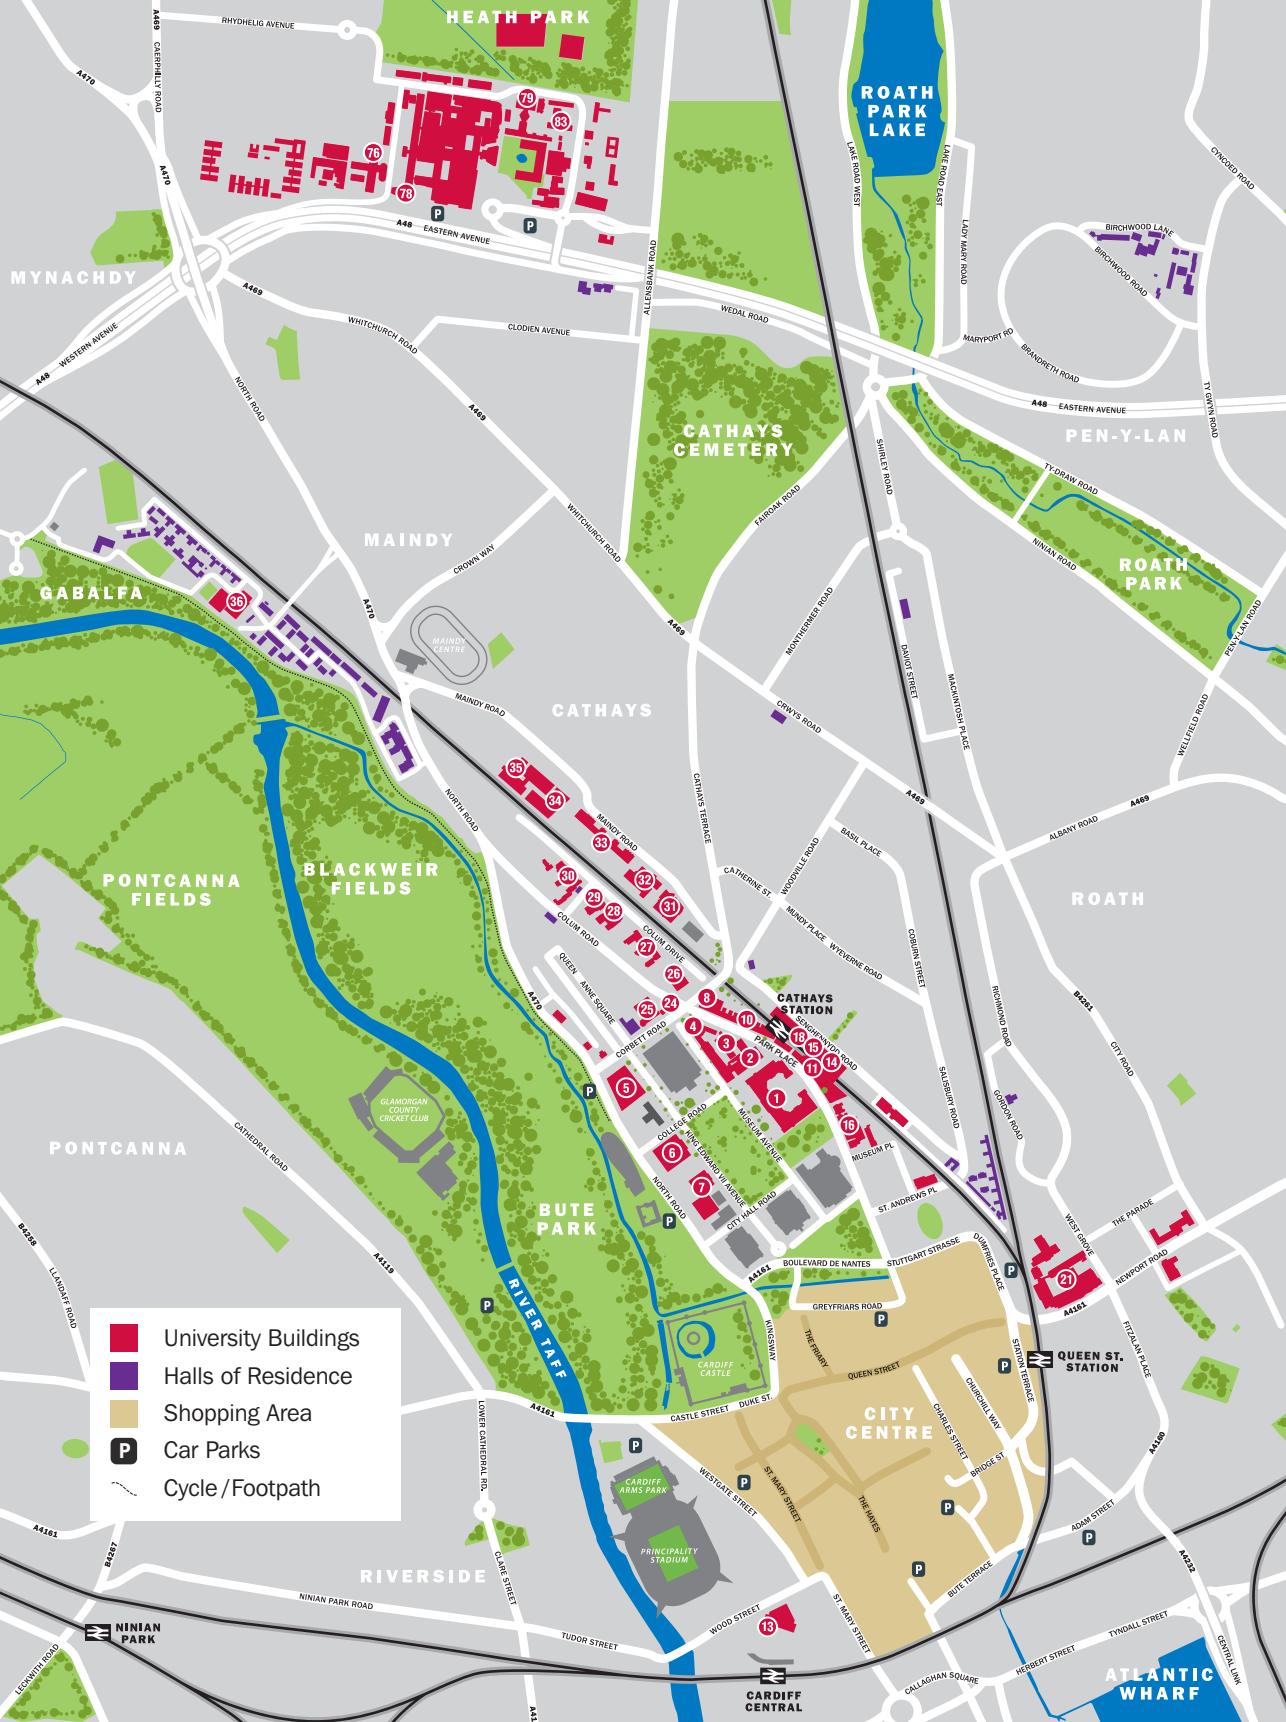 HEATH PARK
RHYDHELIG AVENUE
A469
CAERPHILLY ROAD
A470
A470
79
83
76
78
P
P
A48
EASTERN AVENUE
ROATH
PARK
LAKE
LAKE ROAD WEST
LAKE ROAD EAST
LADY MARY ROAD
CYNCOED ROAD
BIRCHWOOD LANE
BIRCHWOOD ROAD
MYNACHDY
A469
ALLENSBANK ROAD
WEDAL ROAD
WHITCHURCH ROAD
CLODIEN AVENUE
MARYPORT RD
BRANDRETH ROAD
A48
WESTERN AVENUE
NORTH ROAD
A469
TY GWYN ROAD
A48
EASTERN AVENUE
CATHAYS
CEMETERY
PEN-Y-LAN
SHIRLEY ROAD
TY-DRAW ROAD
FAIROAK ROAD
WHITCHURCH ROAD
MAINDY
CROWN WAY
NINIAN ROAD
ROATH
PARK
GABALFA
36
A470
MAINDY
CENTRE
A469
MONTHERMER ROAD
PEN-Y-LAN ROAD
DAVIOT STREET
MACKINTOSH PLACE
MAINDY ROAD
CATHAYS
CRWYS ROAD
WELLFIELD ROAD
35
34
33
32
31
30
29
28
27
26
25
24
NORTH ROAD
MAINDY ROAD
CATHAYS TERRACE
A469
A469
ALBANY ROAD
BASIL PLACE
WOODVILLE ROAD
CATHERINE ST.
MUNDY PLACE
WYEVERNE ROAD
COBURN STREET
PONTCANNA
FIELDS
BLACKWEIR
FIELDS
ROATH
COLUM ROAD
COLUM DRIVE
QUEEN
ANNE SQUARE
A470
CORBETT ROAD
8
10
4
3
2
1
18
15
14
11
16
5
6
7
CATHAYS
STATION
SENGHENNYDD ROAD
PARK PLACE
RICHMOND ROAD
B4261
CITY ROAD
SALISBURY ROAD
GORDON ROAD
COLLEGE ROAD
MUSEUM AVENUE
KING EDWARD VII AVENUE
MUSEUM PL
GLAMORGAN
COUNTY
CRICKET CLUB
P
PONTCANNA
CATHEDRAL ROAD
BUTE
PARK
NORTH ROAD
P
CITY HALL ROAD
ST. ANDREWS PL
STUTTGART STRASSE
DUMFRIES PLACE
BOULEVARD DE NANTES
WEST GROVE
THE PARADE
NEWPORT ROAD
21
A4161
P
B4258
LLANDAFF ROAD
A4119
A4161
P
GREYFRIARS ROAD
P
KINGSWAY
THE FRIARY
QUEEN STREET
STATION TERRACE
FITZALAN PLACE
P
QUEEN ST.
STATION
RIVER TAFF
CARDIFF
CASTLE
University Buildings
Halls of Residence
Shopping Area
P
Car Parks
Cycle/Footpath
LOWER CATHEDRAL RD.
A4161
CASTLE STREET
DUKE ST.
CITY
CENTRE
CHURCHILL WAY
CHARLES STREET
BRIDGE ST
P
CARDIFF
ARMS PARK
WESTGATE STREET
P
ST. MARY STREET
THE HAYES
P
P
A4160
ADAM STREET
P
PRINCIPALITY
STADIUM
A4161
B4267
RIVERSIDE
CLARE STREET
NINIAN PARK ROAD
TUDOR STREET
WOOD STREET
13
ST. MARY STREET
BUTE TERRACE
A4232
NINIAN
PARK
LECKWITH ROAD
CARDIFF
CENTRAL
CALLAGHAN SQUARE
HERBERT STREET
TYNDALL STREET
CENTRAL LINK
ATLANTIC
WHARF